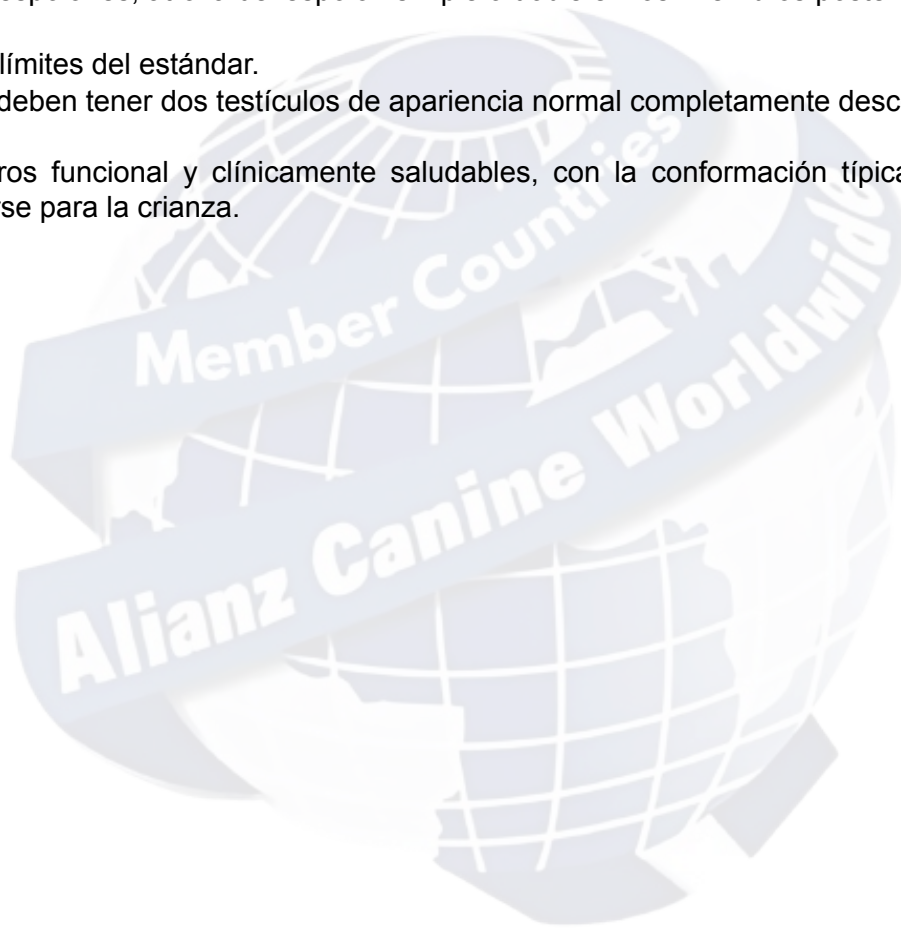 límites del estándar.
deben tener dos testículos de apariencia normal completamente desc
ros funcional y clínicamente saludables, con la conformación típica
rse para la crianza.
Member Countries
Alianz Canine Worldwide